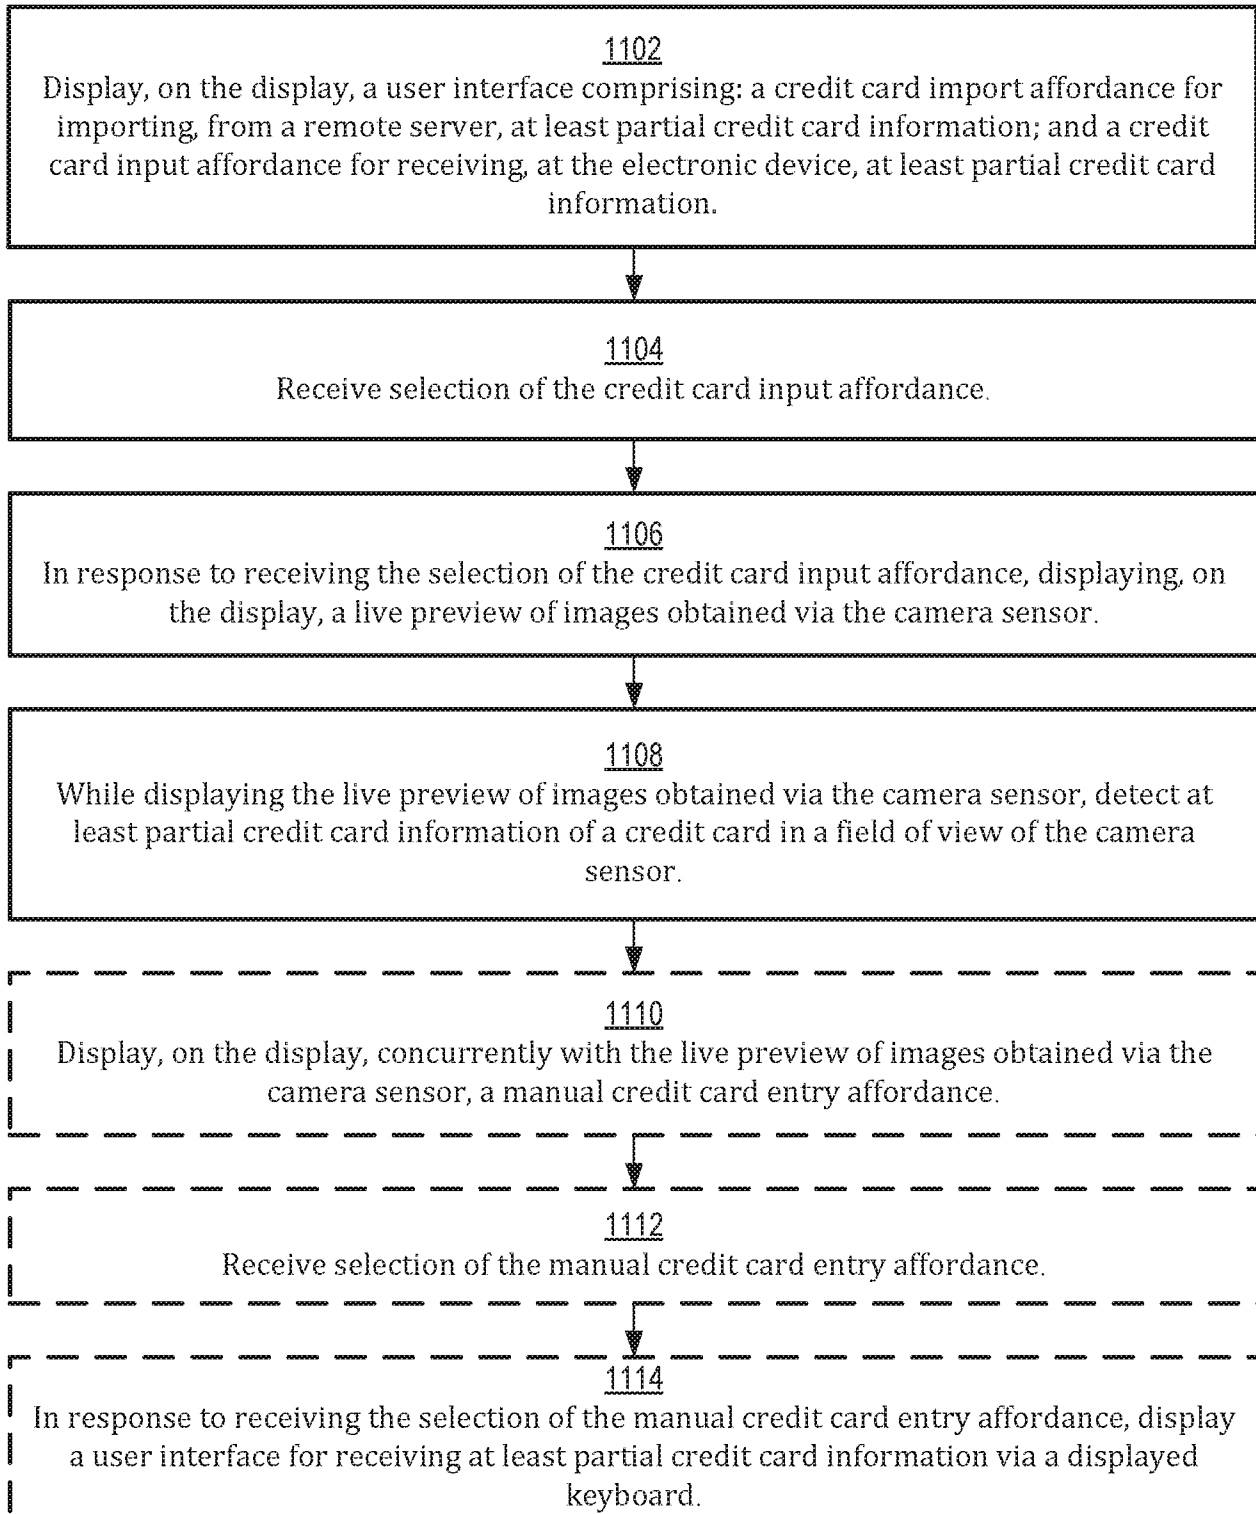 1102
Display, on the display, a user interface comprising: a credit card import affordance for
importing, from a remote server, at least partial credit card information; and a credit
card input affordance for receiving, at the electronic device, at least partial credit card
information.
1104
Receive selection of the credit card input affordance.
1106
In response to receiving the selection of the credit card input affordance, displaying, on
the display, a live preview of images obtained via the camera sensor.
1108
While displaying the live preview of images obtained via the camera sensor, detect at
least partial credit card information of a credit card in a field of view of the camera
sensor.
1110
Display, on the display, concurrently with the live preview of images obtained via the
camera sensor, a manual credit card entry affordance.
1112
Receive selection of the manual credit card entry affordance.
1114
In response to receiving the selection of the manual credit card entry affordance, display
a user interface for receiving at least partial credit card information via a displayed
keyboard.